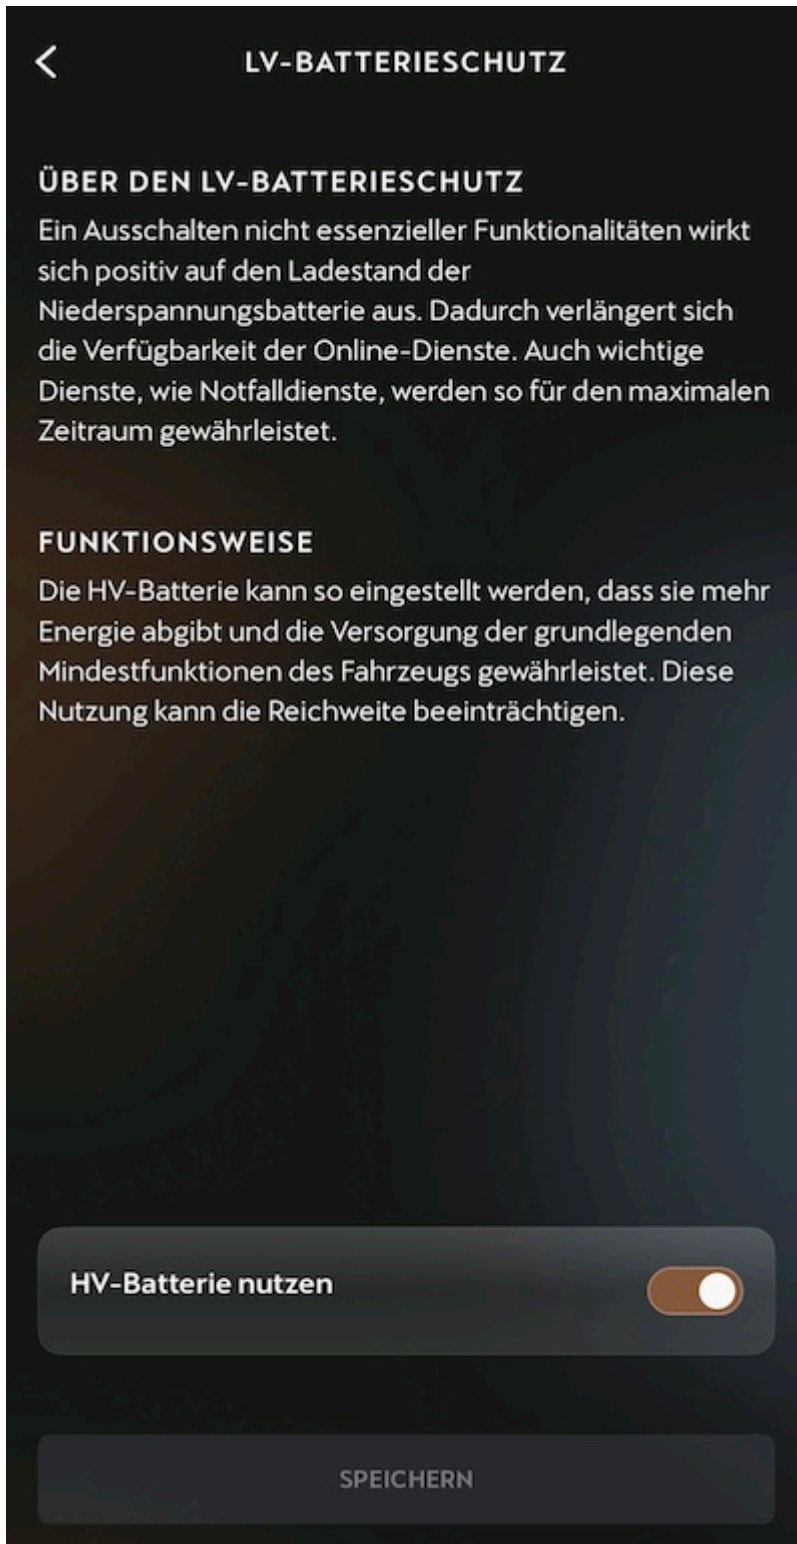 LV-BATTERIESCHUTZ
ÜBER DEN LV-BATTERIESCHUTZ
Ein Ausschalten nicht essenzieller Funktionalitäten wirkt
sich positiv auf den Ladestand der
Niederspannungsbatterie aus. Dadurch verlängert sich
die Verfügbarkeit der Online-Dienste. Auch wichtige
Dienste, wie Notfalldienste, werden so für den maximalen
Zeitraum gewährleistet.
FUNKTIONSWEISE
Die HV-Batterie kann so eingestellt werden, dass sie mehr
Energie abgibt und die Versorgung der grundlegenden
Mindestfunktionen des Fahrzeugs gewährleistet. Diese
Nutzung kann die Reichweite beeinträchtigen.
HV-Batterie nutzen
SPEICHERN